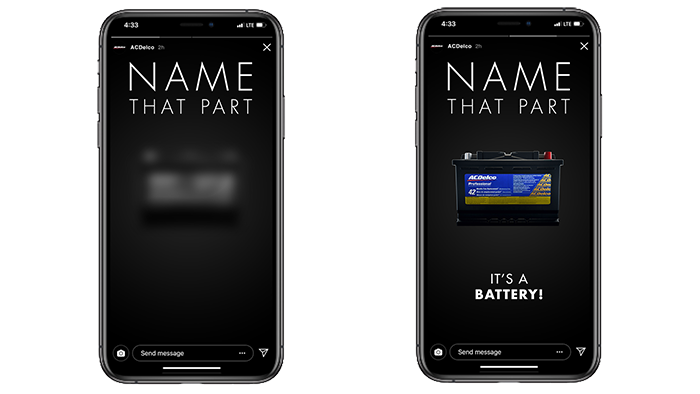 4:33
LTE
ACDelco 2h
NAME
THAT PART
Send message
4:33
LTE
ACDelco 2h
NAME
THAT PART
ACDelco
Professional
42
IT'S A
BATTERY!
Send message